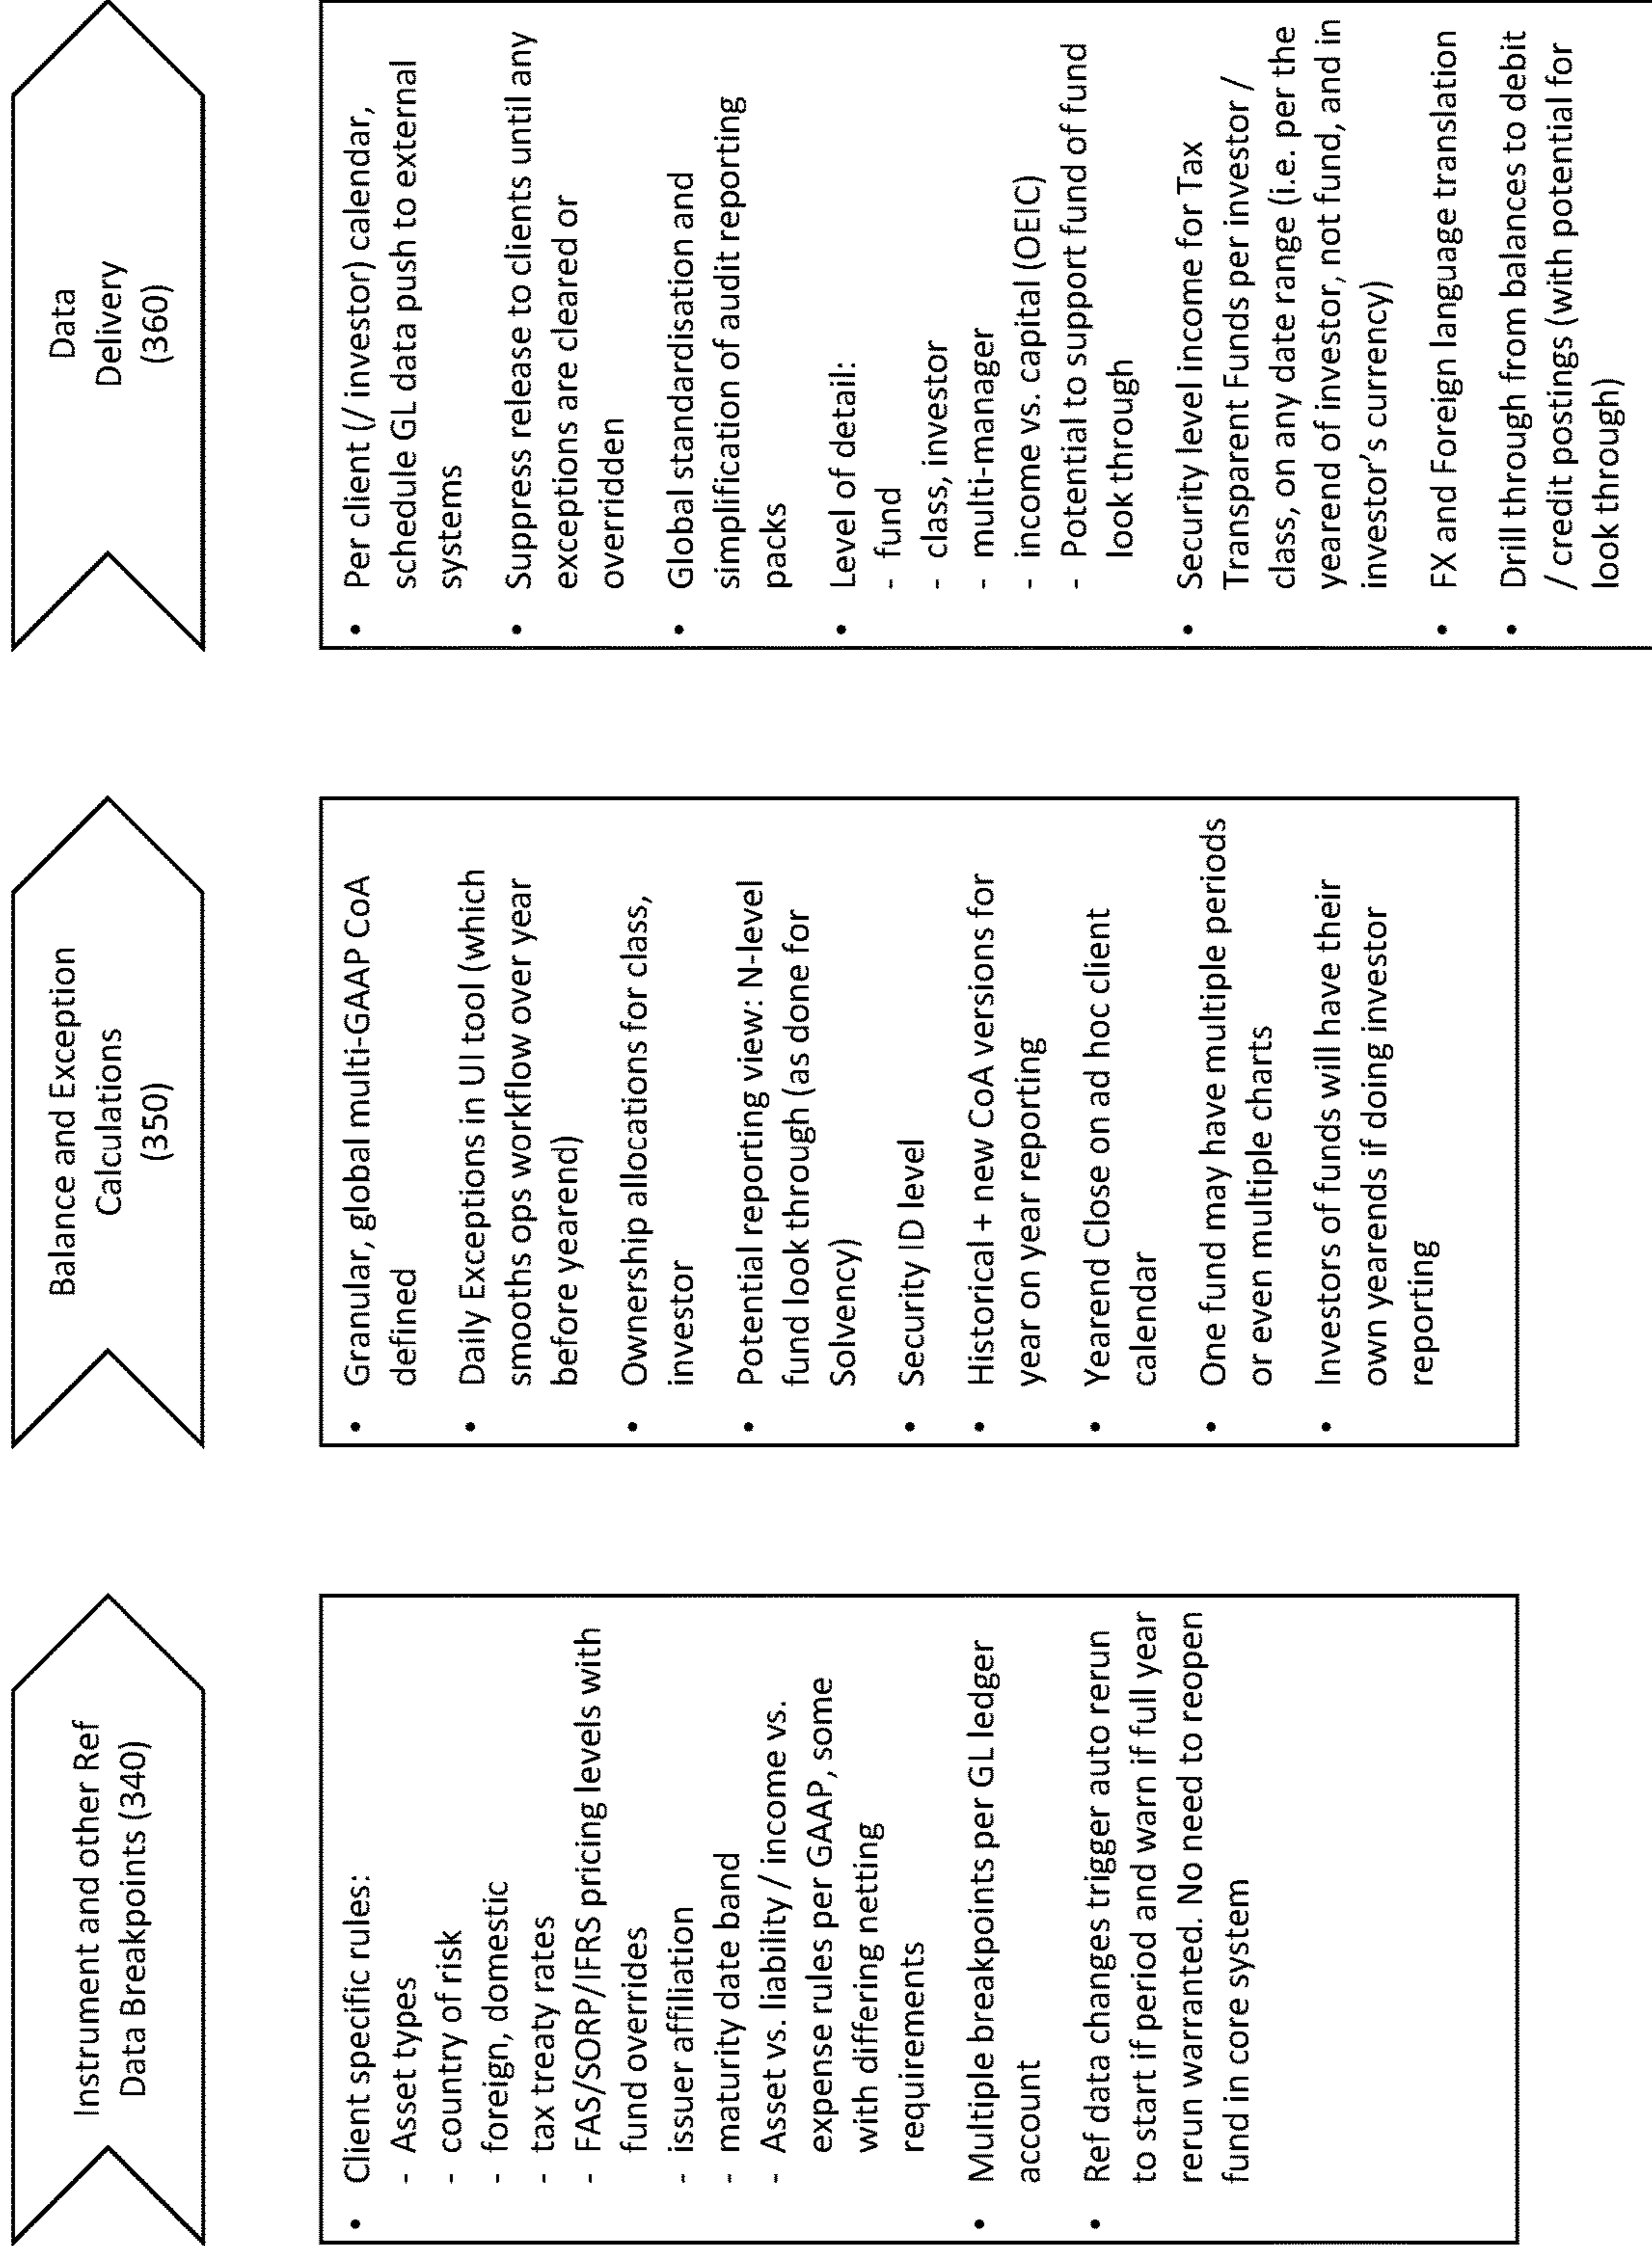 Instrument and other Ref
Data Breakpoints (340)
• Client specific rules:
- Asset types
- country of risk
- foreign, domestic
- tax treaty rates
- FAS/SORP/IFRS pricing levels with
fund overrides
- issuer affiliation
- maturity date band
- Asset vs. liability / income vs.
expense rules per GAAP, some
with differing netting
requirements
• Multiple breakpoints per GL ledger
account
• Ref data changes trigger auto rerun
to start if period and warn if full year
rerun warranted. No need to reopen
fund in core system
Balance and Exception
Calculations
(350)
• Granular, global multi-GAAP CoA
defined
• Daily Exceptions in UI tool (which
smooths ops workflow over year
before yearend)
• Ownership allocations for class,
investor
• Potential reporting view: N-level
fund look through (as done for
Solvency)
• Security ID level
• Historical + new CoA versions for
year on year reporting
• Yearend Close on ad hoc client
calendar
• One fund may have multiple periods
or even multiple charts
• Investors of funds will have their
own yearends if doing investor
reporting
Data
Delivery
(360)
• Per client (/ investor) calendar,
schedule GL data push to external
systems
• Suppress release to clients until any
exceptions are cleared or
overridden
• Global standardisation and
simplification of audit reporting
packs
• Level of detail:
- fund
- class, investor
- multi-manager
- income vs. capital (OEIC)
- Potential to support fund of fund
look through
• Security level income for Tax
Transparent Funds per investor /
class, on any date range (i.e. per the
yearend of investor, not fund, and in
investor's currency)
• FX and Foreign language translation
• Drill through from balances to debit
/ credit postings (with potential for
look through)